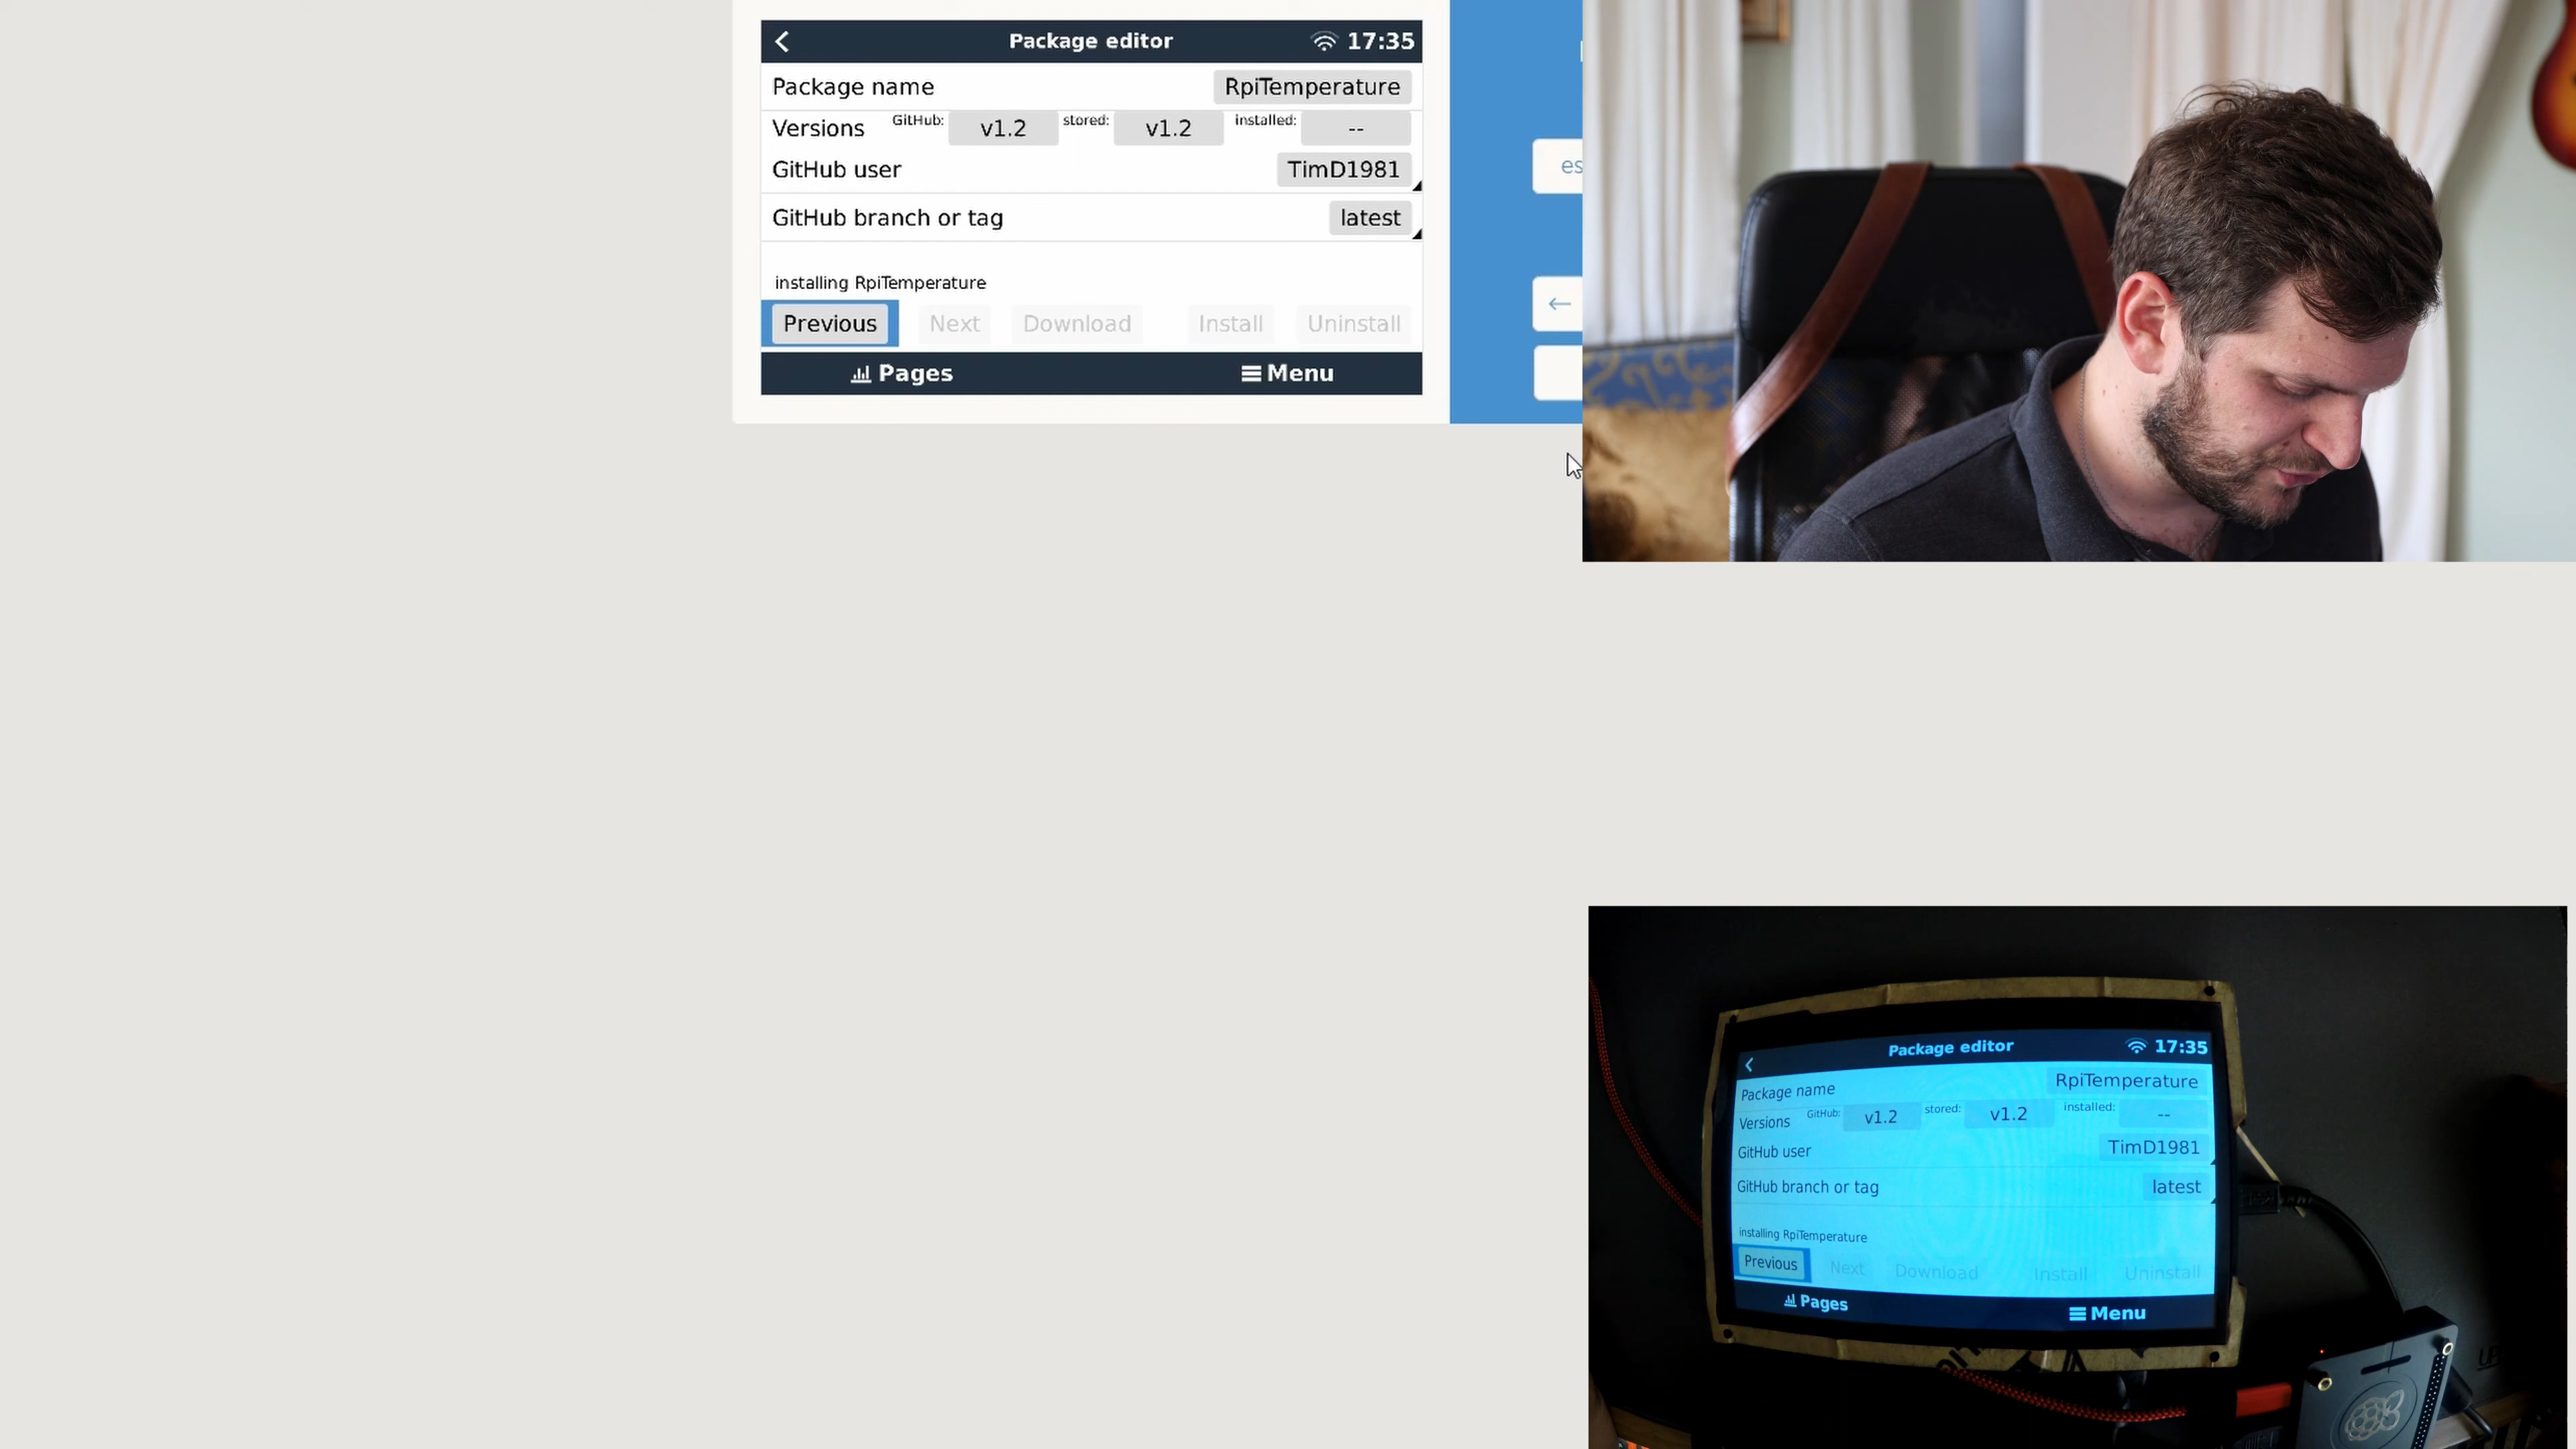 Package editor 17:35
Package name RpiTemperature
Versions GitHub: v1.2 stored: v1.2 installed: --
GitHub user TimD1981
GitHub branch or tag latest
installing RpiTemperature
Previous Next Download Install Uninstall
Pages Menu
es
←
Package editor 17:35
Package name RpiTemperature
Versions GitHub: v1.2 stored: v1.2 installed: --
GitHub user TimD1981
GitHub branch or tag latest
installing RpiTemperature
Previous Next Download Install Uninstall
Pages Menu